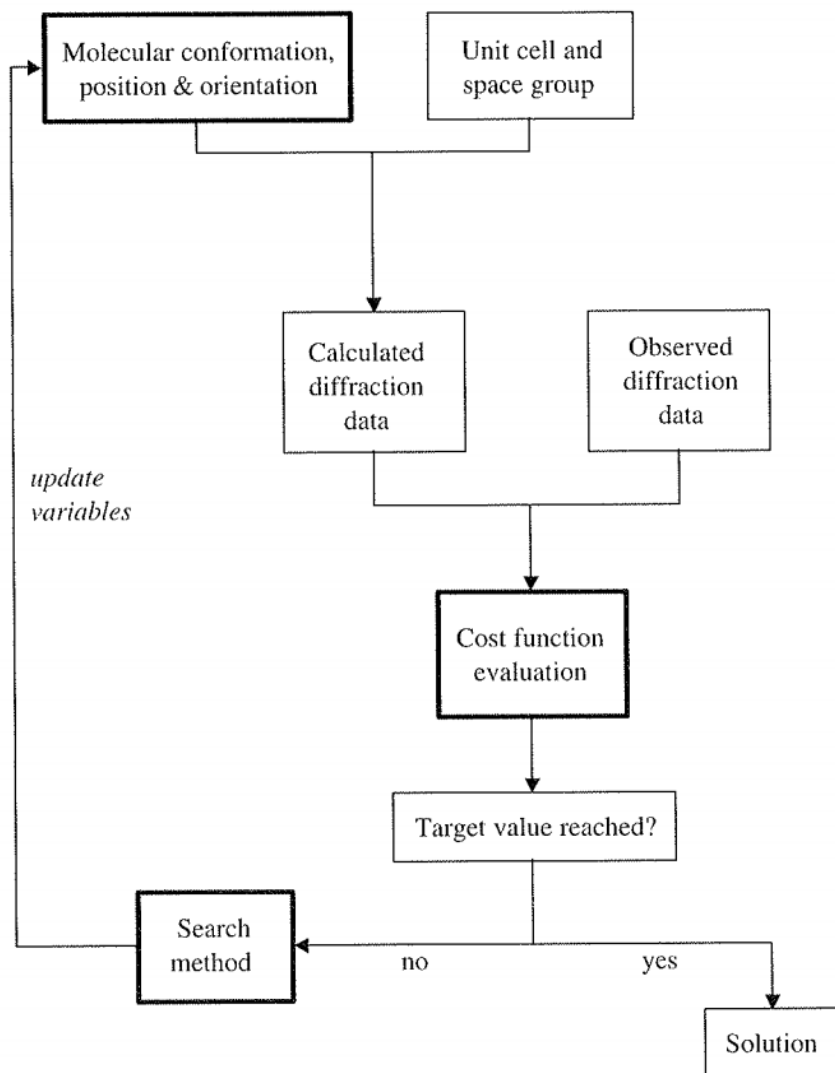 Molecular conformation,
position & orientation
Unit cell and
space group
Calculated
diffraction
data
Observed
diffraction
data
update
variables
Cost function
evaluation
Target value reached?
Search
method
no
yes
Solution